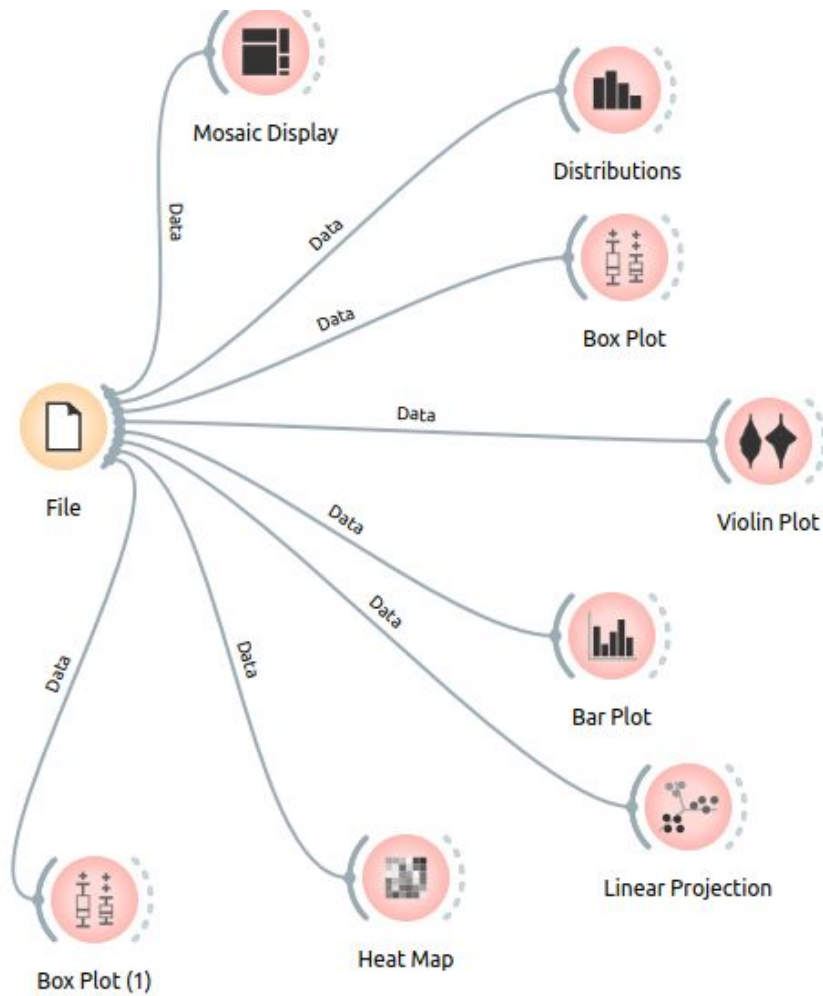 Mosaic Display
Distributions
Data
Data
Data
Box Plot
Data
File
Violin Plot
Data
Data
Data
Data
Bar Plot
Linear Projection
Heat Map
Box Plot (1)